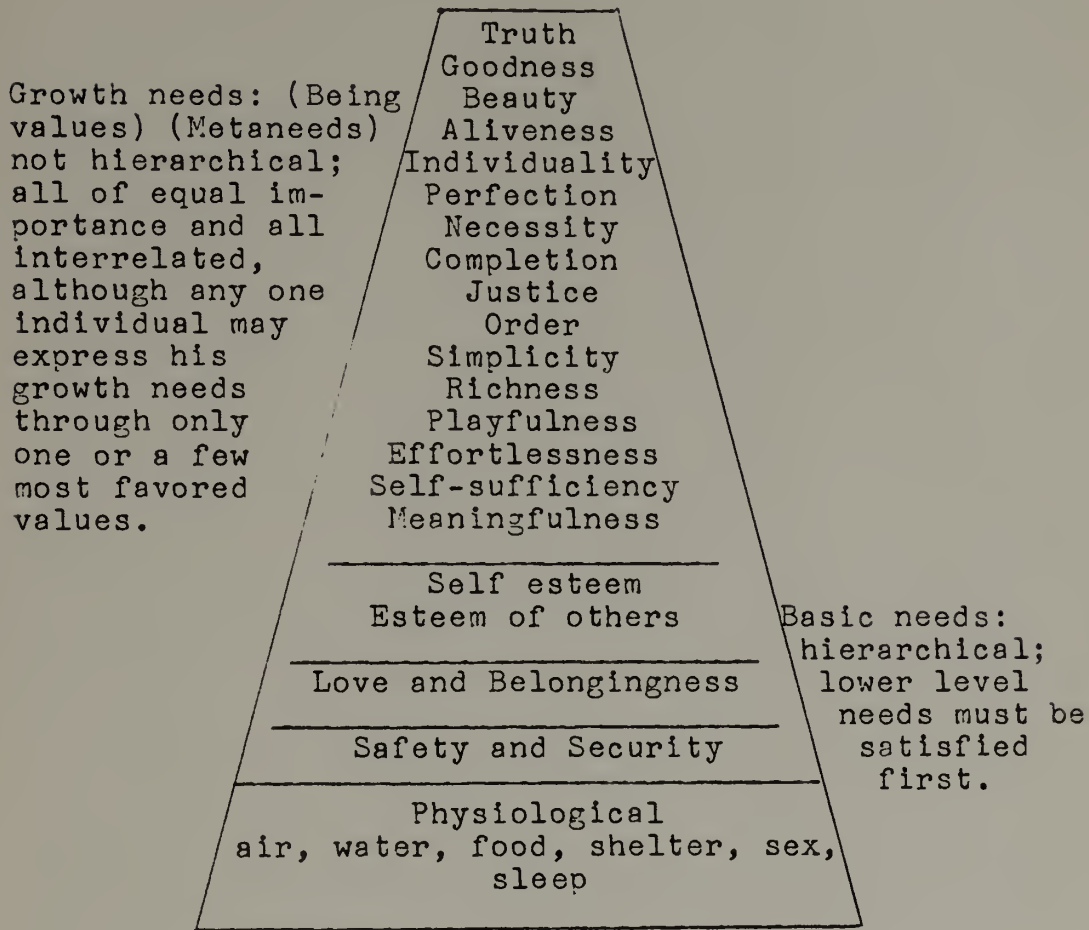 Truth
Goodness
Beauty
Aliveness
Individuality
Perfection
Necessity
Completion
Justice
Order
Simplicity
Richness
Playfulness
Effortlessness
Self-sufficiency
Meaningfulness
Growth needs: (Being
values) (Metaneeds)
not hierarchical;
all of equal im-
portance and all
interrelated,
although any one
individual may
express his
growth needs
through only
one or a few
most favored
values.
Self esteem
Esteem of others
Love and Belongingness
Safety and Security
Physiological
air, water, food, shelter, sex,
sleep
Basic needs:
hierarchical;
lower level
needs must be
satisfied
first.